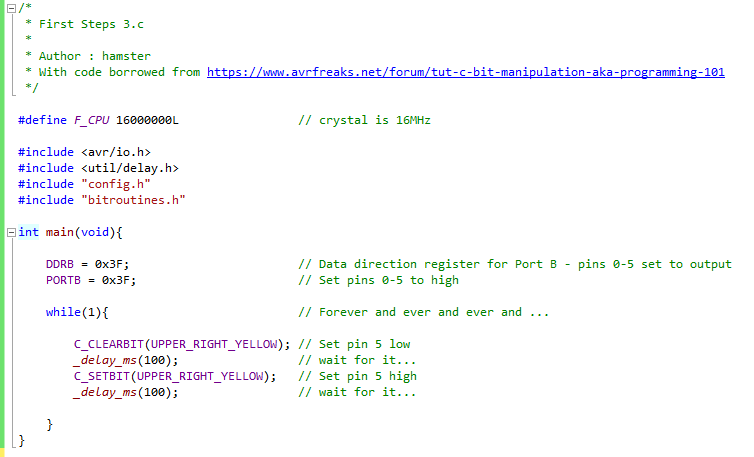 /*
 * First Steps 3.c
 *
 * Author : hamster
 * With code borrowed from https://www.avrfreaks.net/forum/tut-c-bit-manipulation-aka-programming-101
 */
#define F_CPU 16000000L // crystal is 16MHz
#include <avr/io.h>
#include <util/delay.h>
#include "config.h"
#include "bitroutines.h"
int main(void){
DDRB = 0x3F; // Data direction register for Port B - pins 0-5 set to output
PORTB = 0x3F; // Set pins 0-5 to high
while(1){ // Forever and ever and ever and ...
C_CLEARBIT(UPPER_RIGHT_YELLOW); // Set pin 5 low
_delay_ms(100); // wait for it...
C_SETBIT(UPPER_RIGHT_YELLOW); // Set pin 5 high
_delay_ms(100); // wait for it...
}
}